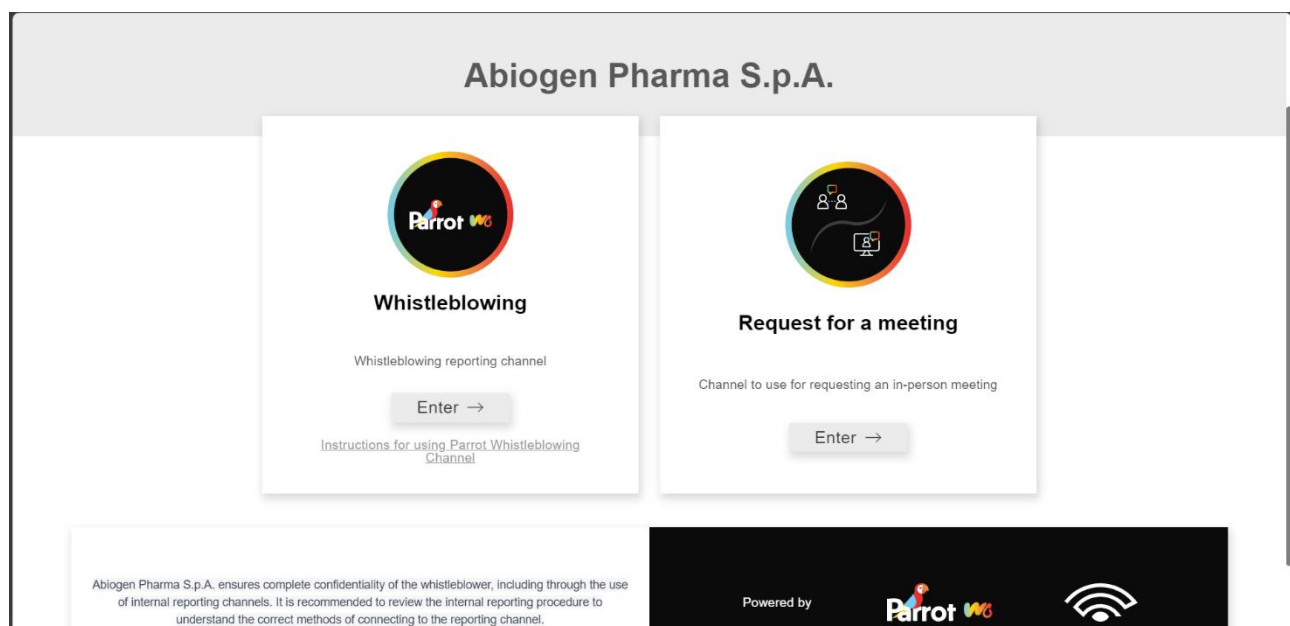 Abiogen Pharma S.p.A.
Parrot WB
Whistleblowing
Whistleblowing reporting channel
Enter →
Instructions for using Parrot Whistleblowing
Channel
Request for a meeting
Channel to use for requesting an in-person meeting
Enter →
Abiogen Pharma S.p.A. ensures complete confidentiality of the whistleblower, including through the use
of internal reporting channels. It is recommended to review the internal reporting procedure to
understand the correct methods of connecting to the reporting channel.
Powered by
Parrot WB